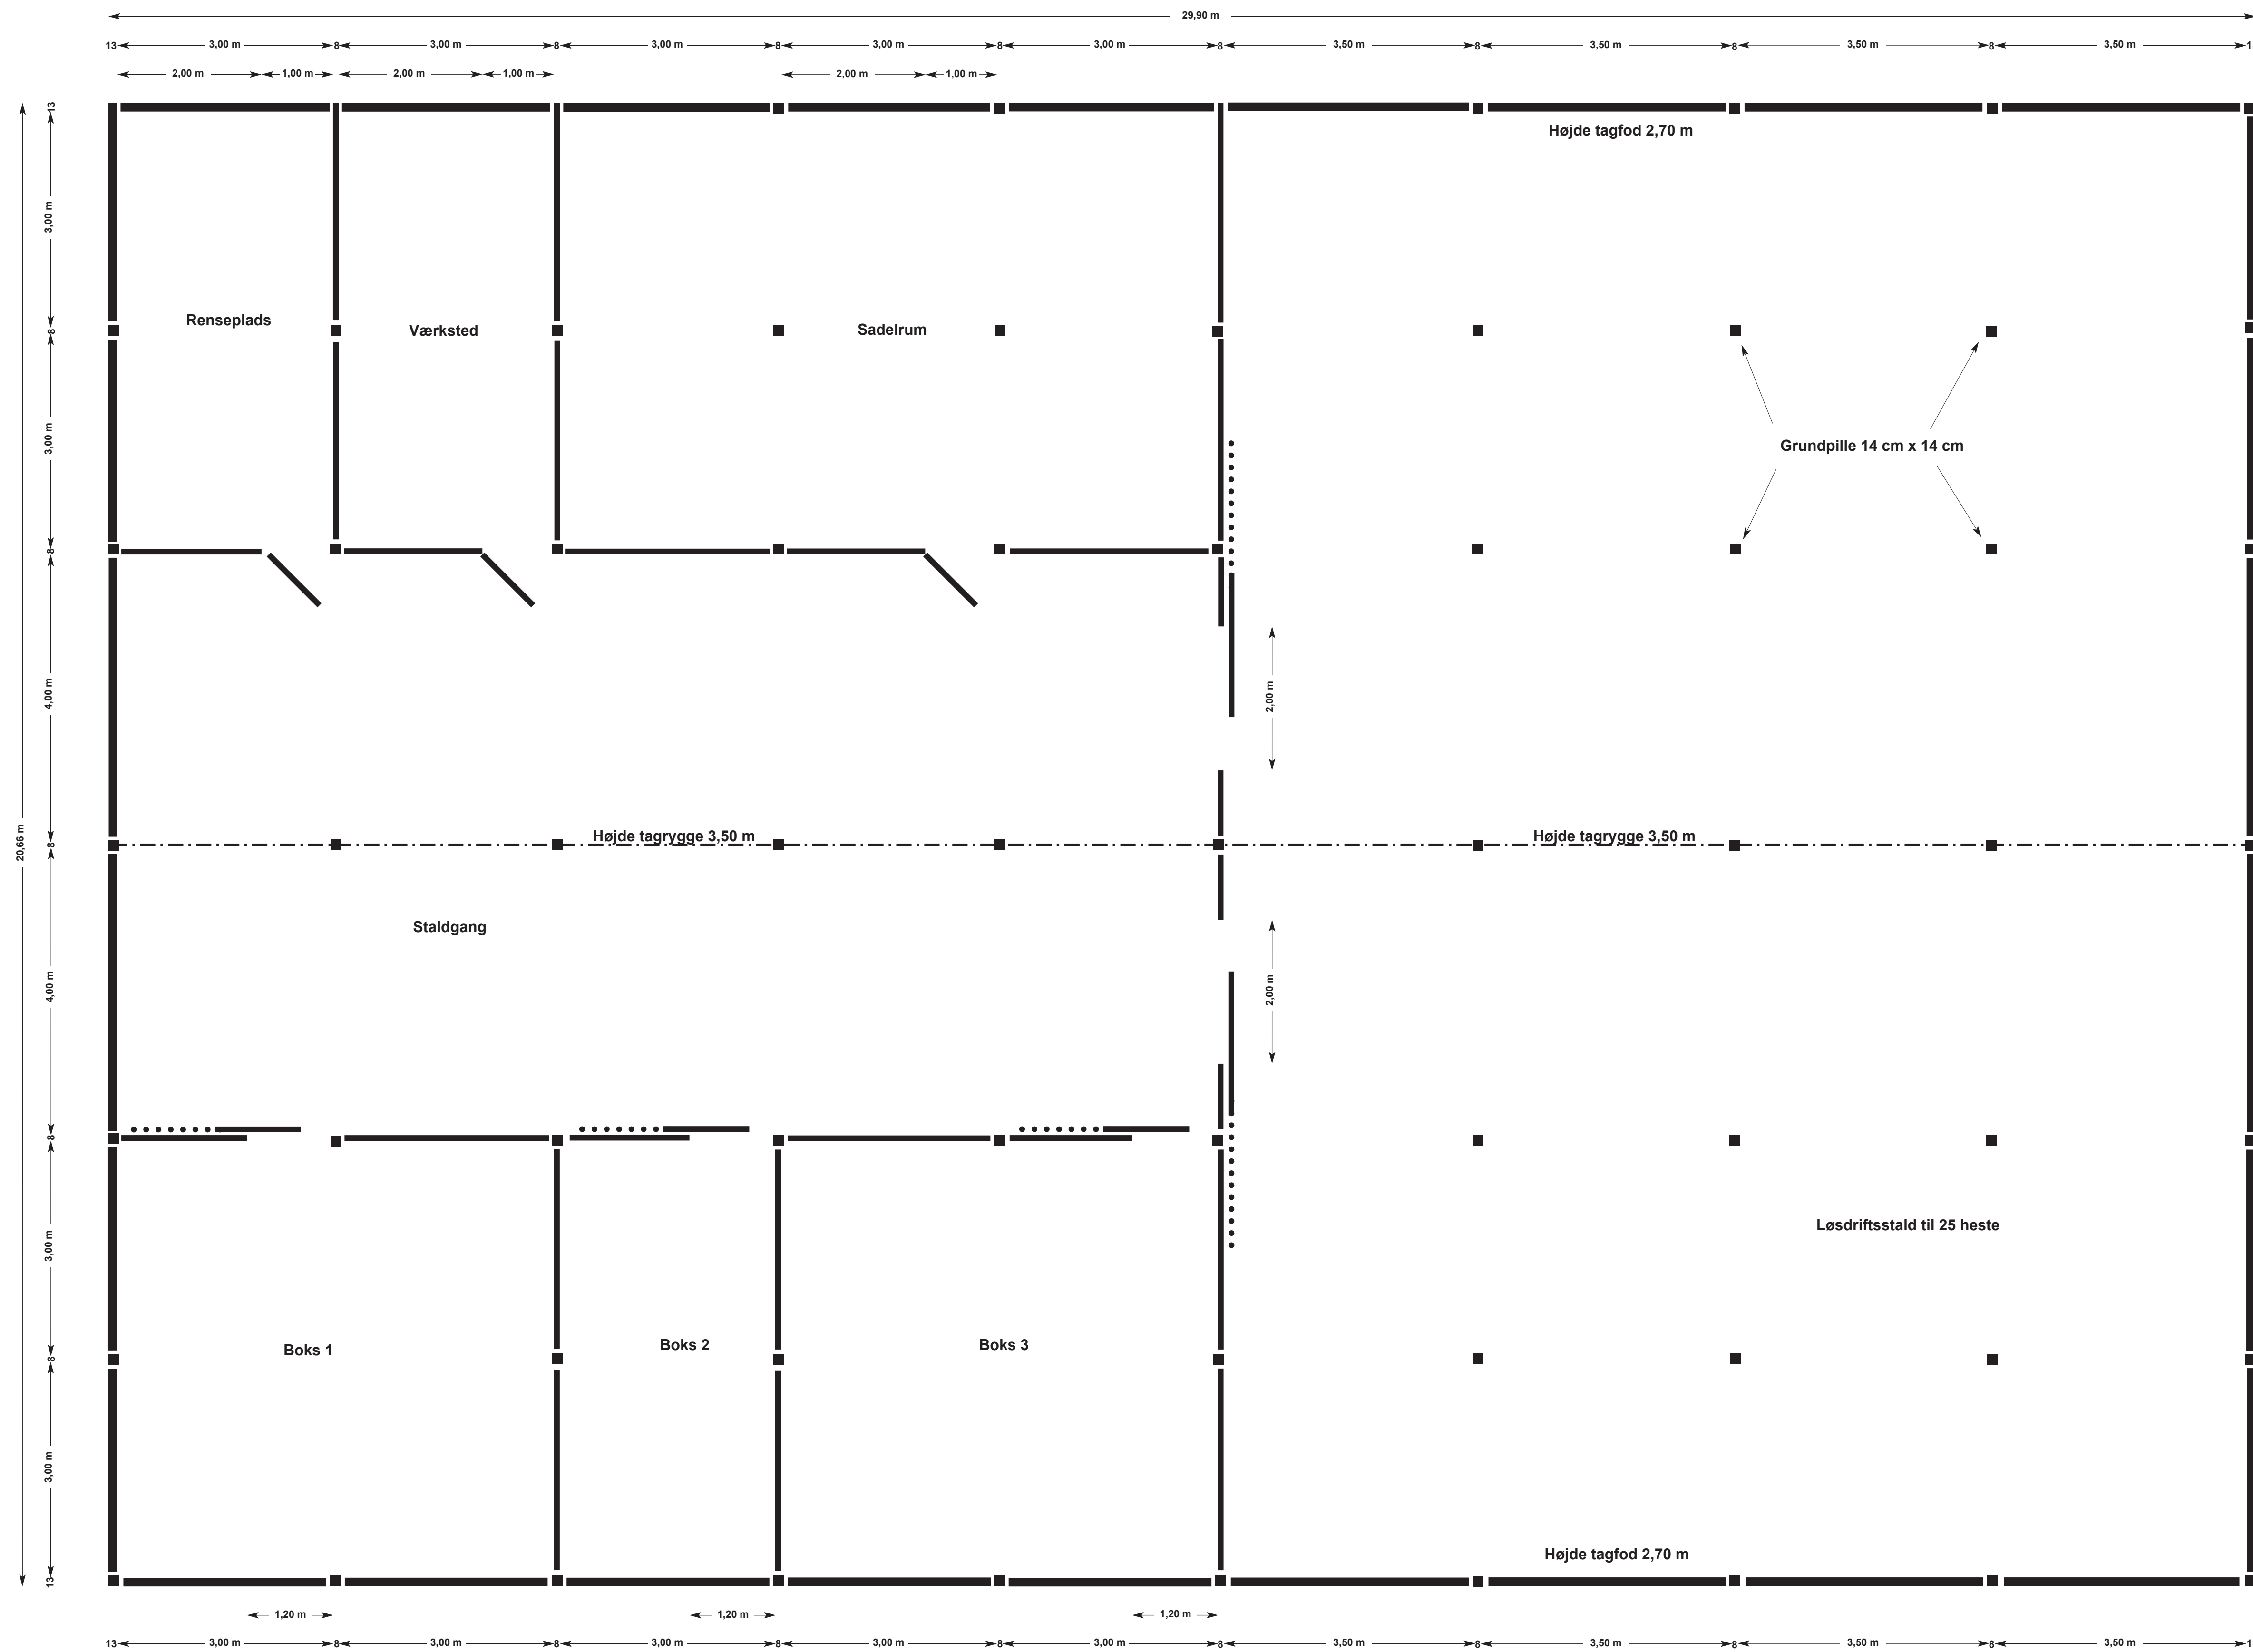 29,90 m
13 3,00 m 8 3,00 m 8 3,00 m 8 3,00 m 8 3,00 m 8 3,50 m 8 3,50 m 8 3,50 m 8 3,50 m
2,00 m 1,00 m 2,00 m 1,00 m 2,00 m 1,00 m
13
Højde tagfod 2,70 m
3,00 m
Renseplads
Værksted
Sadelrum
8
3,00 m
Grundpille 14 cm x 14 cm
8
4,00 m
2,00 m
20,66 m
8
Højde tagrygge 3,50 m
Højde tagrygge 3,50 m
Staldgang
4,00 m
2,00 m
8
Løsdriftsstald til 25 heste
3,00 m
Boks 1
Boks 2
Boks 3
8
3,00 m
Højde tagfod 2,70 m
13
1,20 m 1,20 m 1,20 m
13 3,00 m 8 3,00 m 8 3,00 m 8 3,00 m 8 3,00 m 8 3,50 m 8 3,50 m 8 3,50 m 8 3,50 m